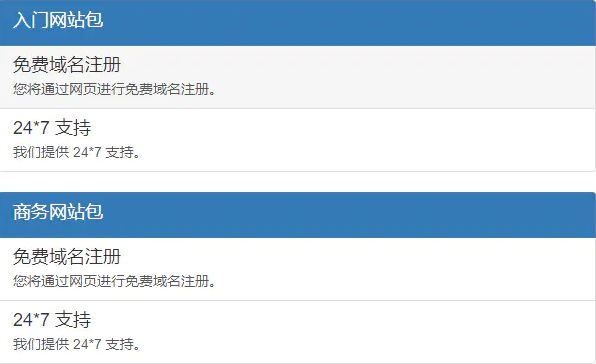 入门网站包
免费域名注册
您将通过网页进行免费域名注册。
24*7 支持
我们提供 24*7 支持。
商务网站包
免费域名注册
您将通过网页进行免费域名注册。
24*7 支持
我们提供 24*7 支持。